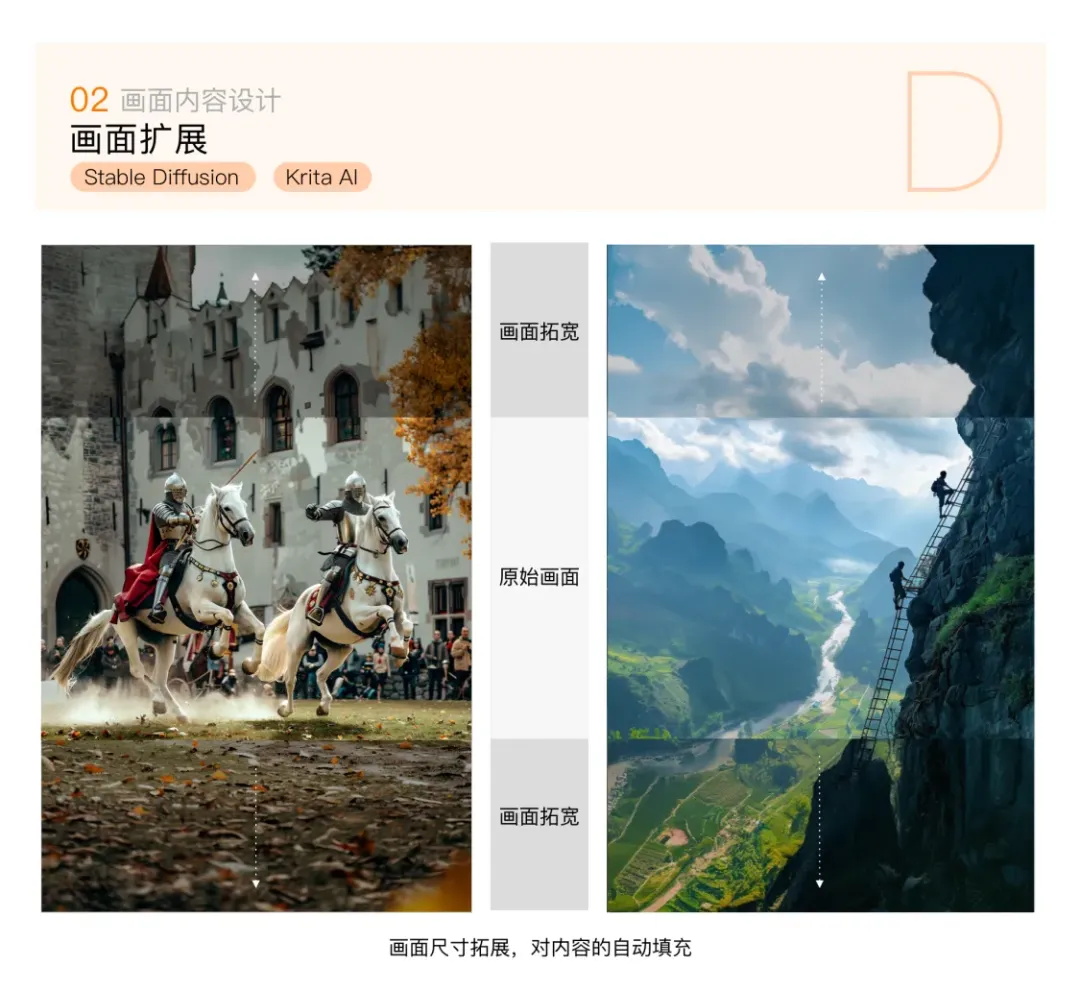 02 画面内容设计
D
画面扩展
Stable Diffusion
Krita AI
画面拓宽
原始画面
画面拓宽
画面尺寸拓展，对内容的自动填充